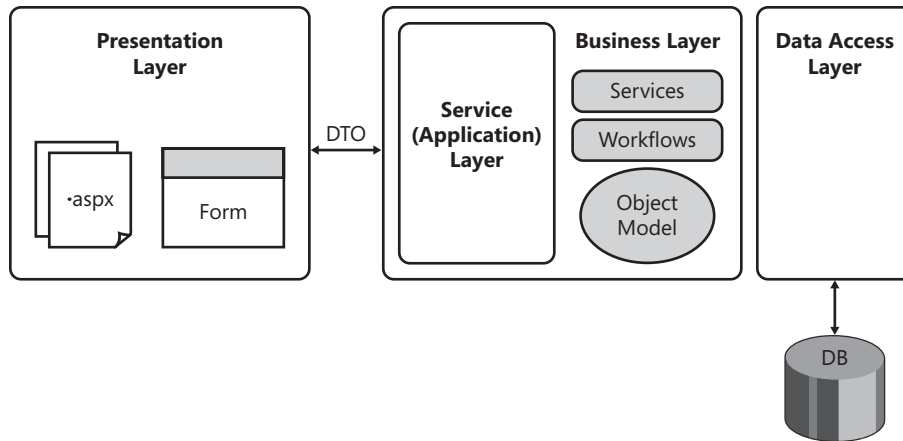 Presentation
Layer
·aspx
Form
DTO
Service
(Application)
Layer
Business Layer
Services
Workflows
Object
Model
Data Access
Layer
DB